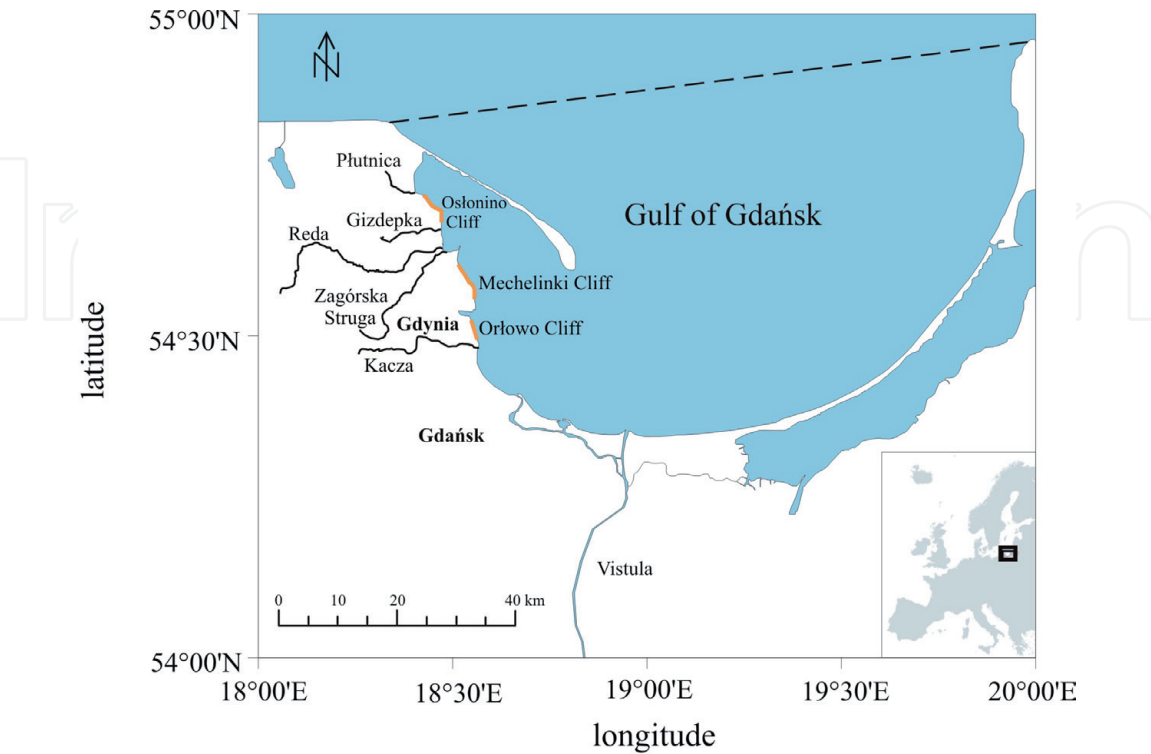 55°00'N
N
Płutnica
Osłonino
Cliff
Gizdepka
Gulf of Gdańsk
Reda
Mechelinki Cliff
Zagórska
Struga
Gdynia
Orłowo Cliff
latitude
54°30'N
Kacza
Gdańsk
Vistula
0 10 20 40 km
54°00'N
18°00'E 18°30'E 19°00'E 19°30'E 20°00'E
longitude